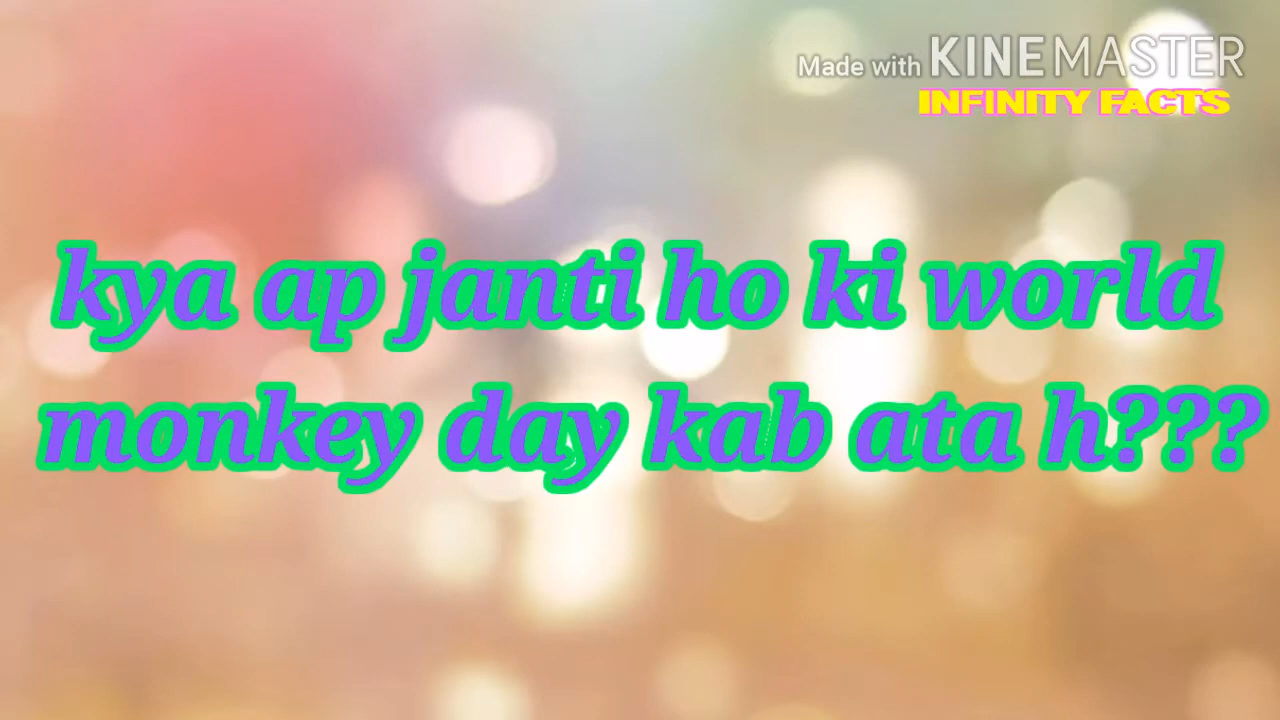 Made with KINEMASTER
INFINITY FACTS
kya ap janti ho ki world
monkey day kab ata h???